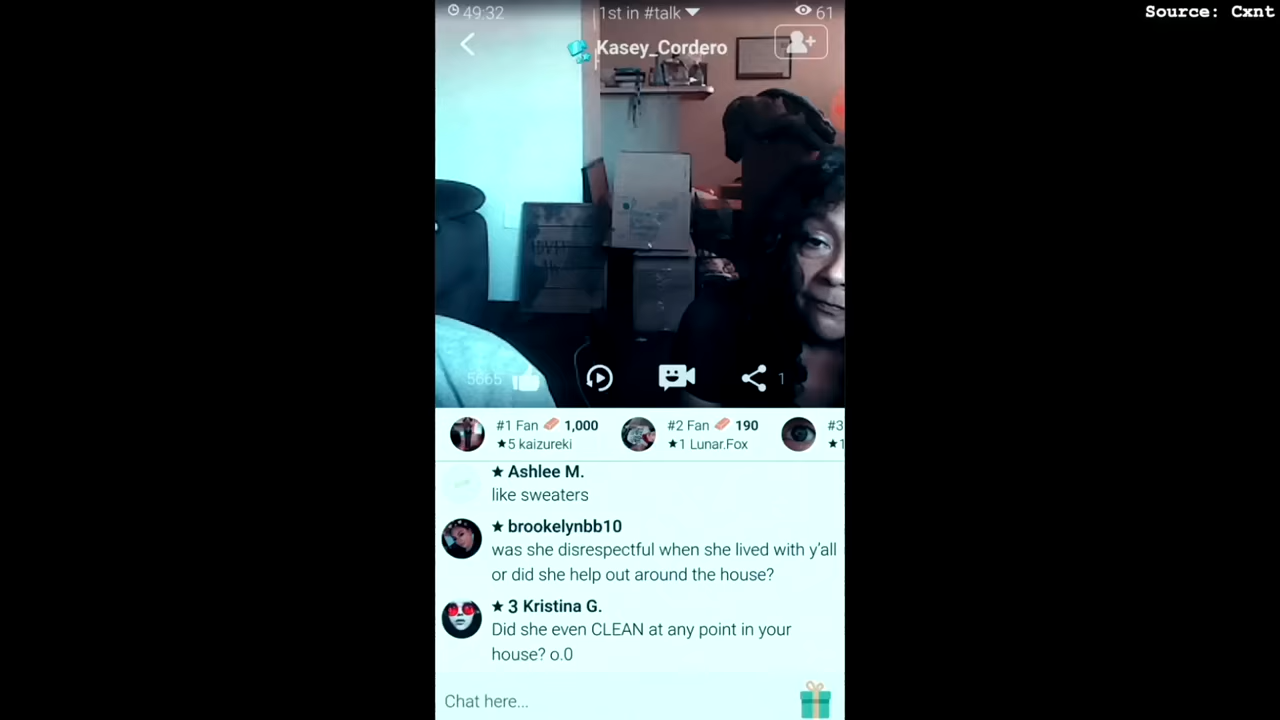 Source: Cxnt
49:32
1st in #talk
61
Kasey_Cordero
5665
1
#1 Fan 1,000
★5 kaizureki
#2 Fan 190
★1 Lunar.Fox
#3
★1
★ Ashlee M.
like sweaters
★ brookelynbb10
was she disrespectful when she lived with y'all
or did she help out around the house?
★ 3 Kristina G.
Did she even CLEAN at any point in your
house? o.0
Chat here...